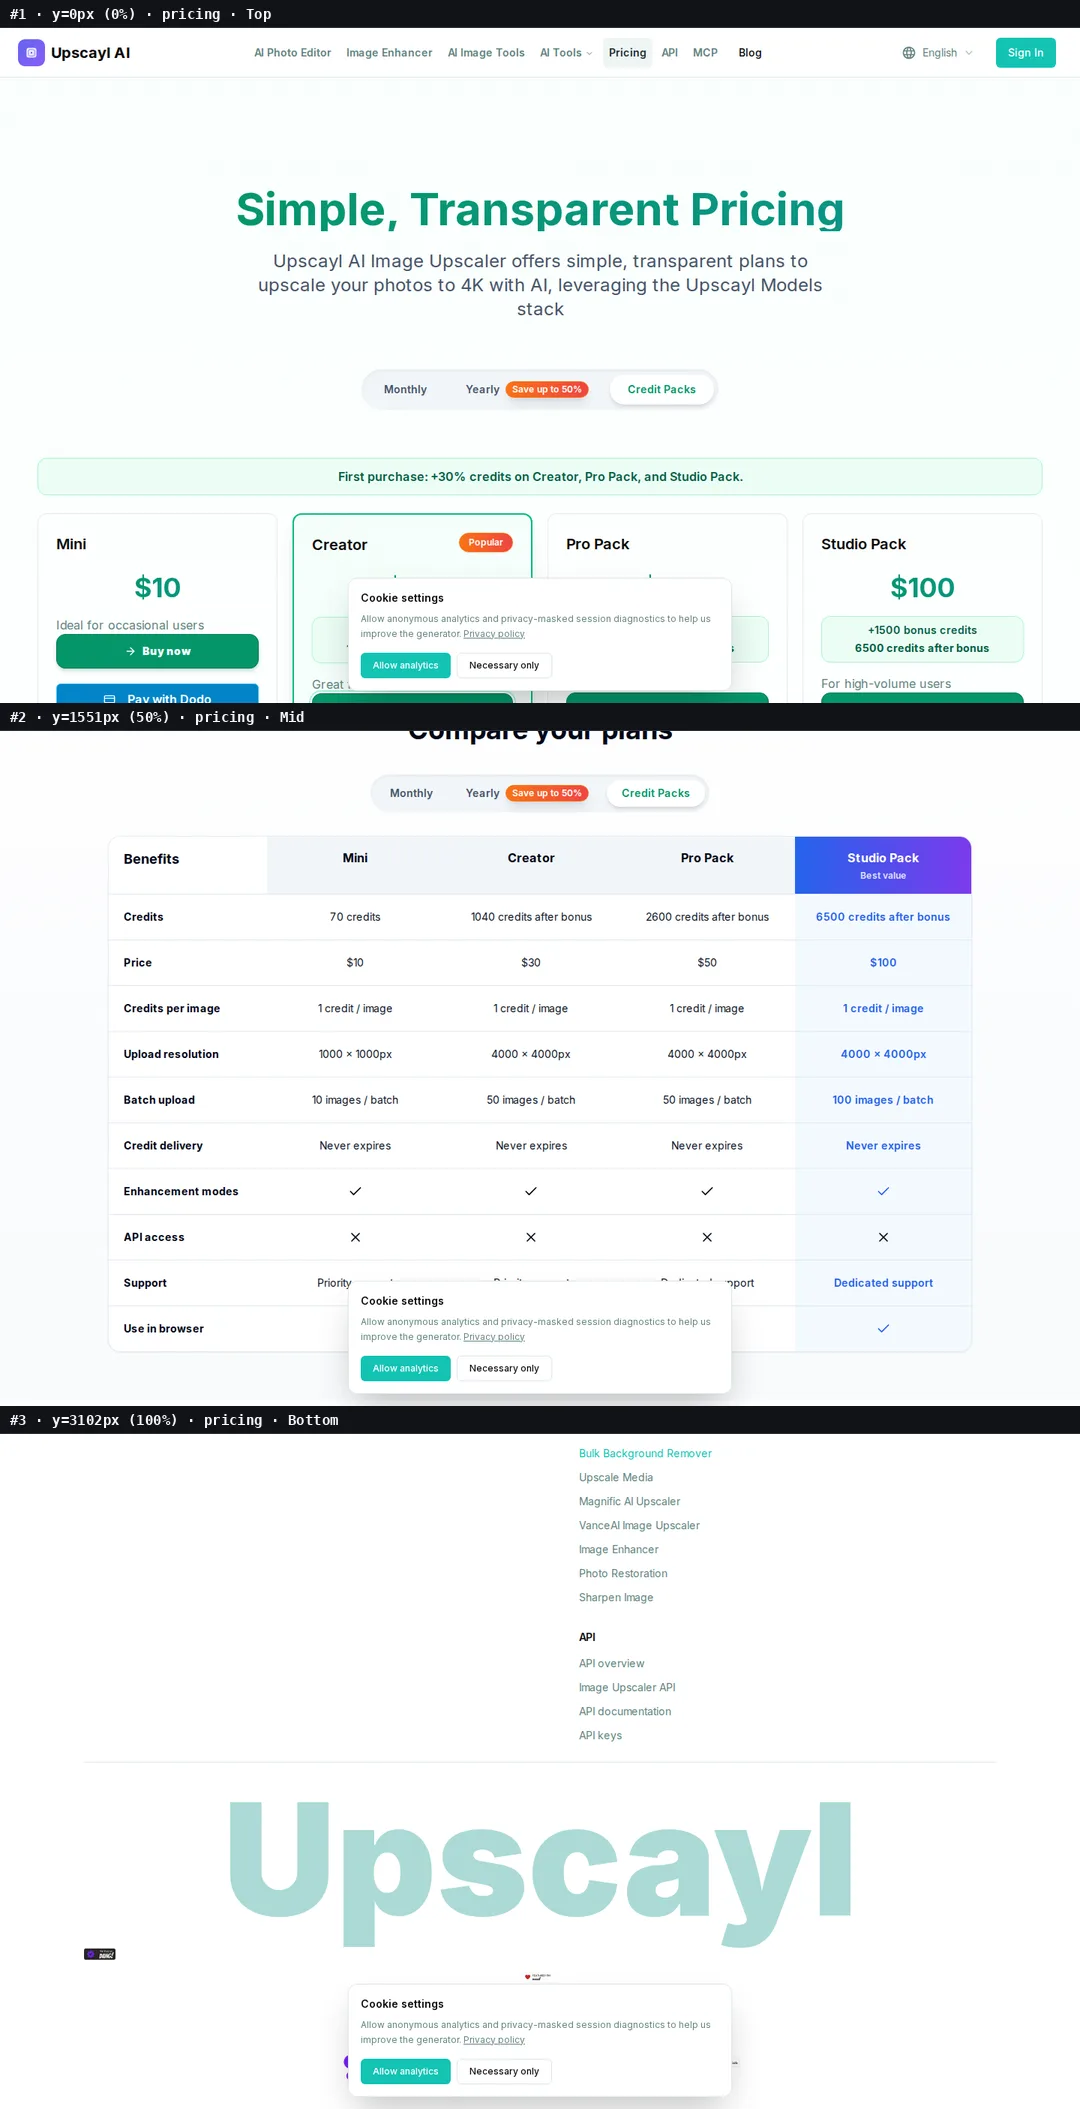 #1 · y=0px (0%) · pricing · Top
Upscayl AI
AI Photo Editor
Image Enhancer
AI Image Tools
AI Tools
Pricing
API
MCP
Blog
English
Sign In
Simple, Transparent Pricing
Upscayl AI Image Upscaler offers simple, transparent plans to
upscale your photos to 4K with AI, leveraging the Upscayl Models
stack
Monthly
Yearly
Save up to 50%
Credit Packs
First purchase: +30% credits on Creator, Pro Pack, and Studio Pack.
Mini
$10
Ideal for occasional users
Buy now
Pay with Dodo
Creator
Popular
Great
Pro Pack
Studio Pack
$100
+1500 bonus credits
6500 credits after bonus
For high-volume users
Cookie settings
Allow anonymous analytics and privacy-masked session diagnostics to help us
improve the generator. Privacy policy
Allow analytics
Necessary only
#2 · y=1551px (50%) · pricing · Mid
Compare your plans
Monthly
Yearly
Save up to 50%
Credit Packs
Benefits
Mini
Creator
Pro Pack
Studio Pack
Best value
Credits
70 credits
1040 credits after bonus
2600 credits after bonus
6500 credits after bonus
Price
$10
$30
$50
$100
Credits per image
1 credit / image
1 credit / image
1 credit / image
1 credit / image
Upload resolution
1000 × 1000px
4000 × 4000px
4000 × 4000px
4000 × 4000px
Batch upload
10 images / batch
50 images / batch
50 images / batch
100 images / batch
Credit delivery
Never expires
Never expires
Never expires
Never expires
Enhancement modes
API access
Support
Priority
Dedicated support
Use in browser
Cookie settings
Allow anonymous analytics and privacy-masked session diagnostics to help us
improve the generator. Privacy policy
Allow analytics
Necessary only
#3 · y=3102px (100%) · pricing · Bottom
Bulk Background Remover
Upscale Media
Magnific AI Upscaler
VanceAI Image Upscaler
Image Enhancer
Photo Restoration
Sharpen Image
API
API overview
Image Upscaler API
API documentation
API keys
Upscayl
Cookie settings
Allow anonymous analytics and privacy-masked session diagnostics to help us
improve the generator. Privacy policy
Allow analytics
Necessary only